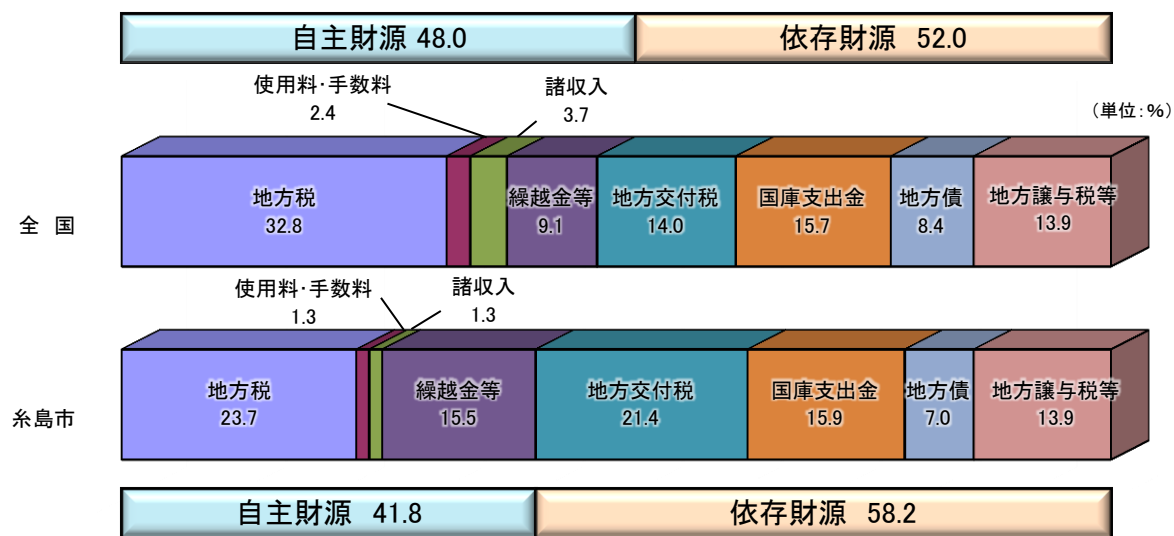 自主財源 48.0
依存財源 52.0
使用料・手数料
2.4
諸収入
3.7
（単位：％）
全 国
地方税
32.8
繰越金等
9.1
地方交付税
14.0
国庫支出金
15.7
地方債
8.4
地方譲与税等
13.9
使用料・手数料
1.3
諸収入
1.3
糸島市
地方税
23.7
繰越金等
15.5
地方交付税
21.4
国庫支出金
15.9
地方債
7.0
地方譲与税等
13.9
自主財源 41.8
依存財源 58.2